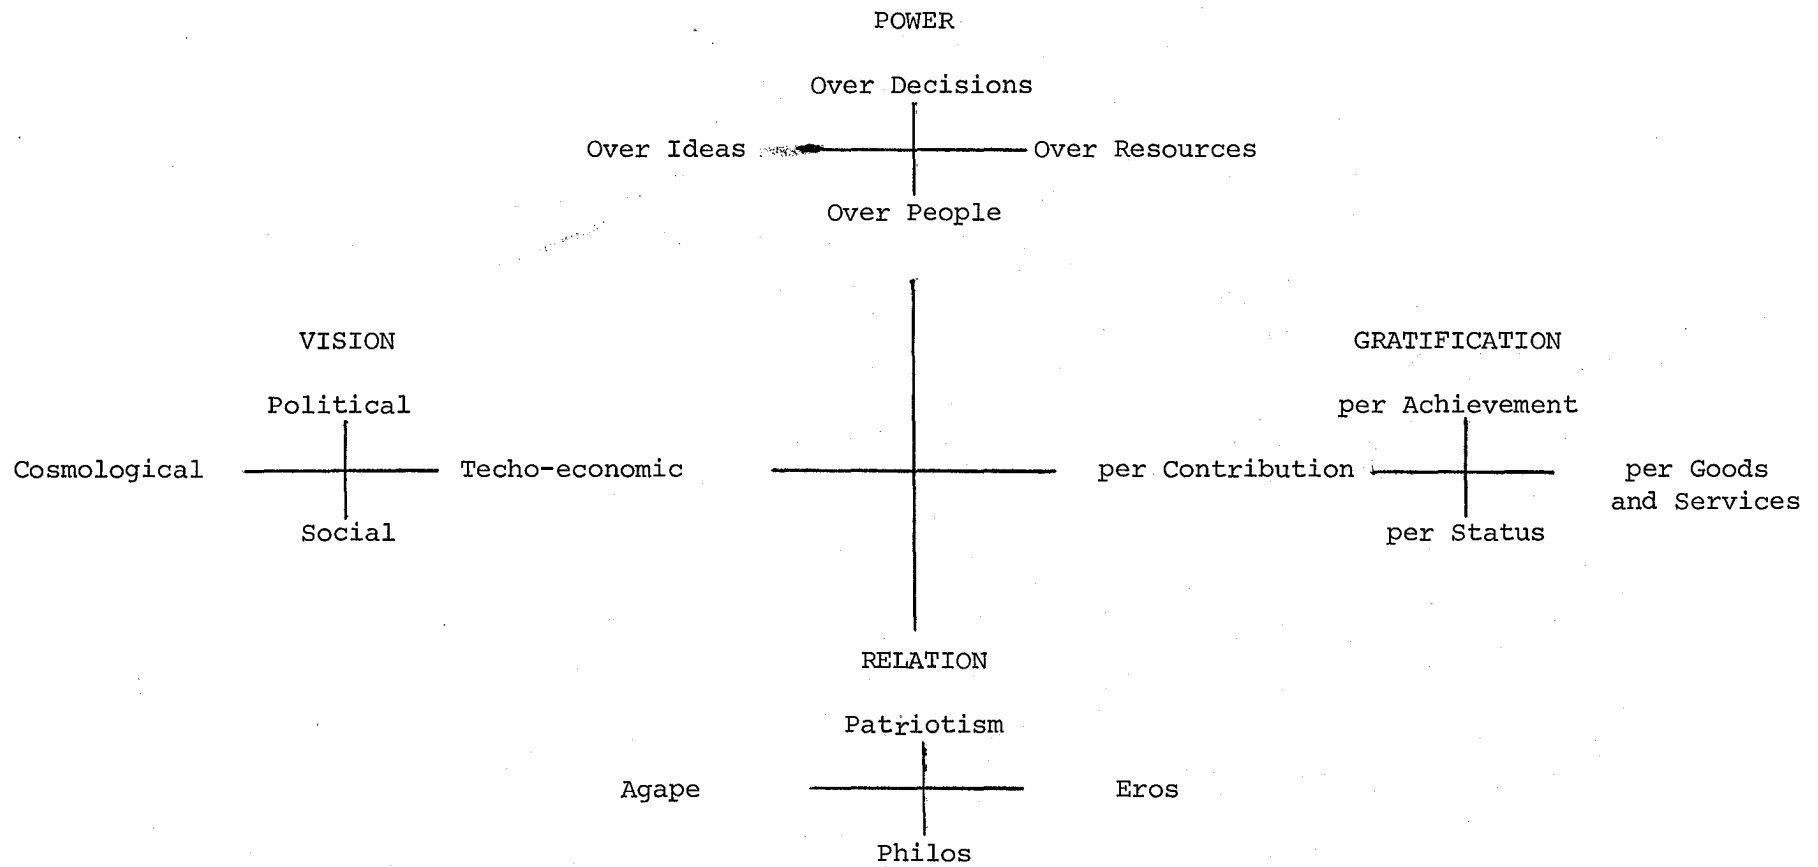 POWER
Over Decisions
Over Ideas
Over Resources
Over People
VISION
GRATIFICATION
Political
per Achievement
Cosmological
Techo-economic
per Contribution
per Goods
and Services
Social
per Status
RELATION
Patriotism
Agape
Eros
Philos